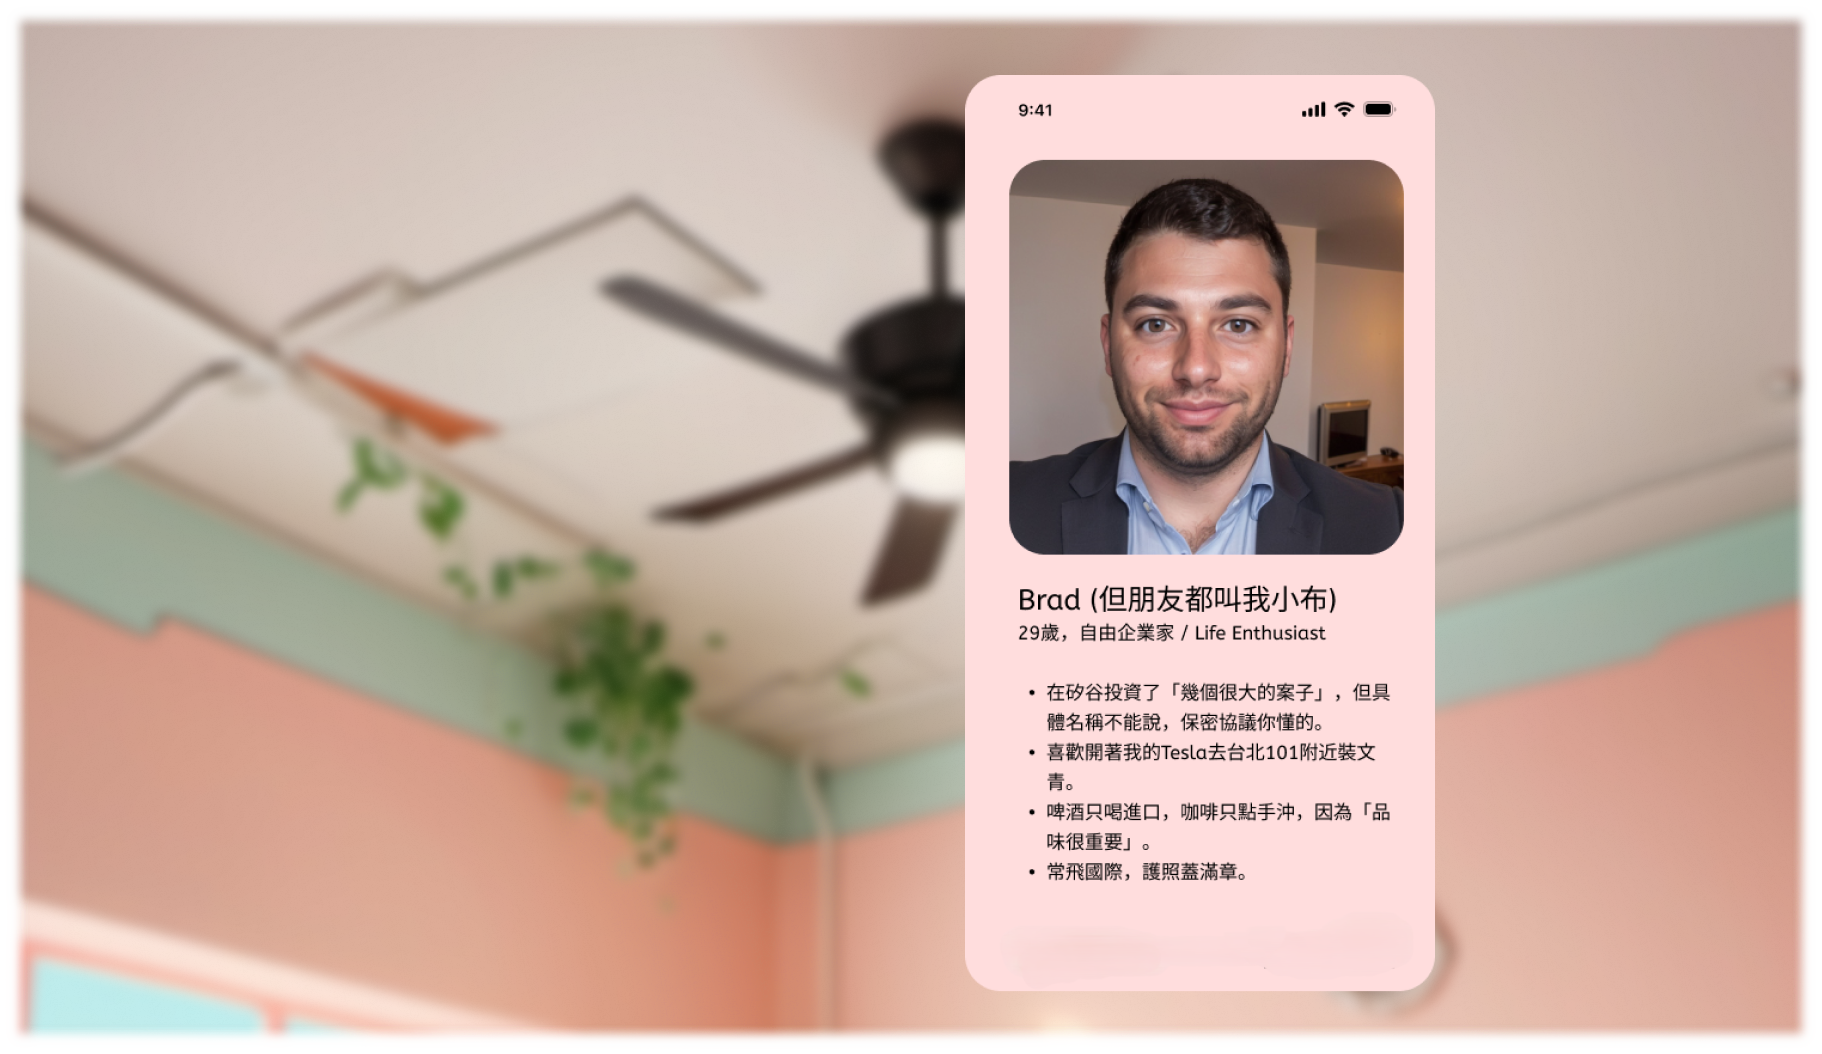 9:41
Brad (但朋友都叫我小布)
29歲，自由企業家 / Life Enthusiast
• 在矽谷投資了「幾個很大的案子」，但具
體名稱不能說，保密協議你懂的。
• 喜歡開著我的Tesla去台北101附近裝文
青。
• 啤酒只喝進口，咖啡只點手沖，因為「品
味很重要」。
• 常飛國際，護照蓋滿章。